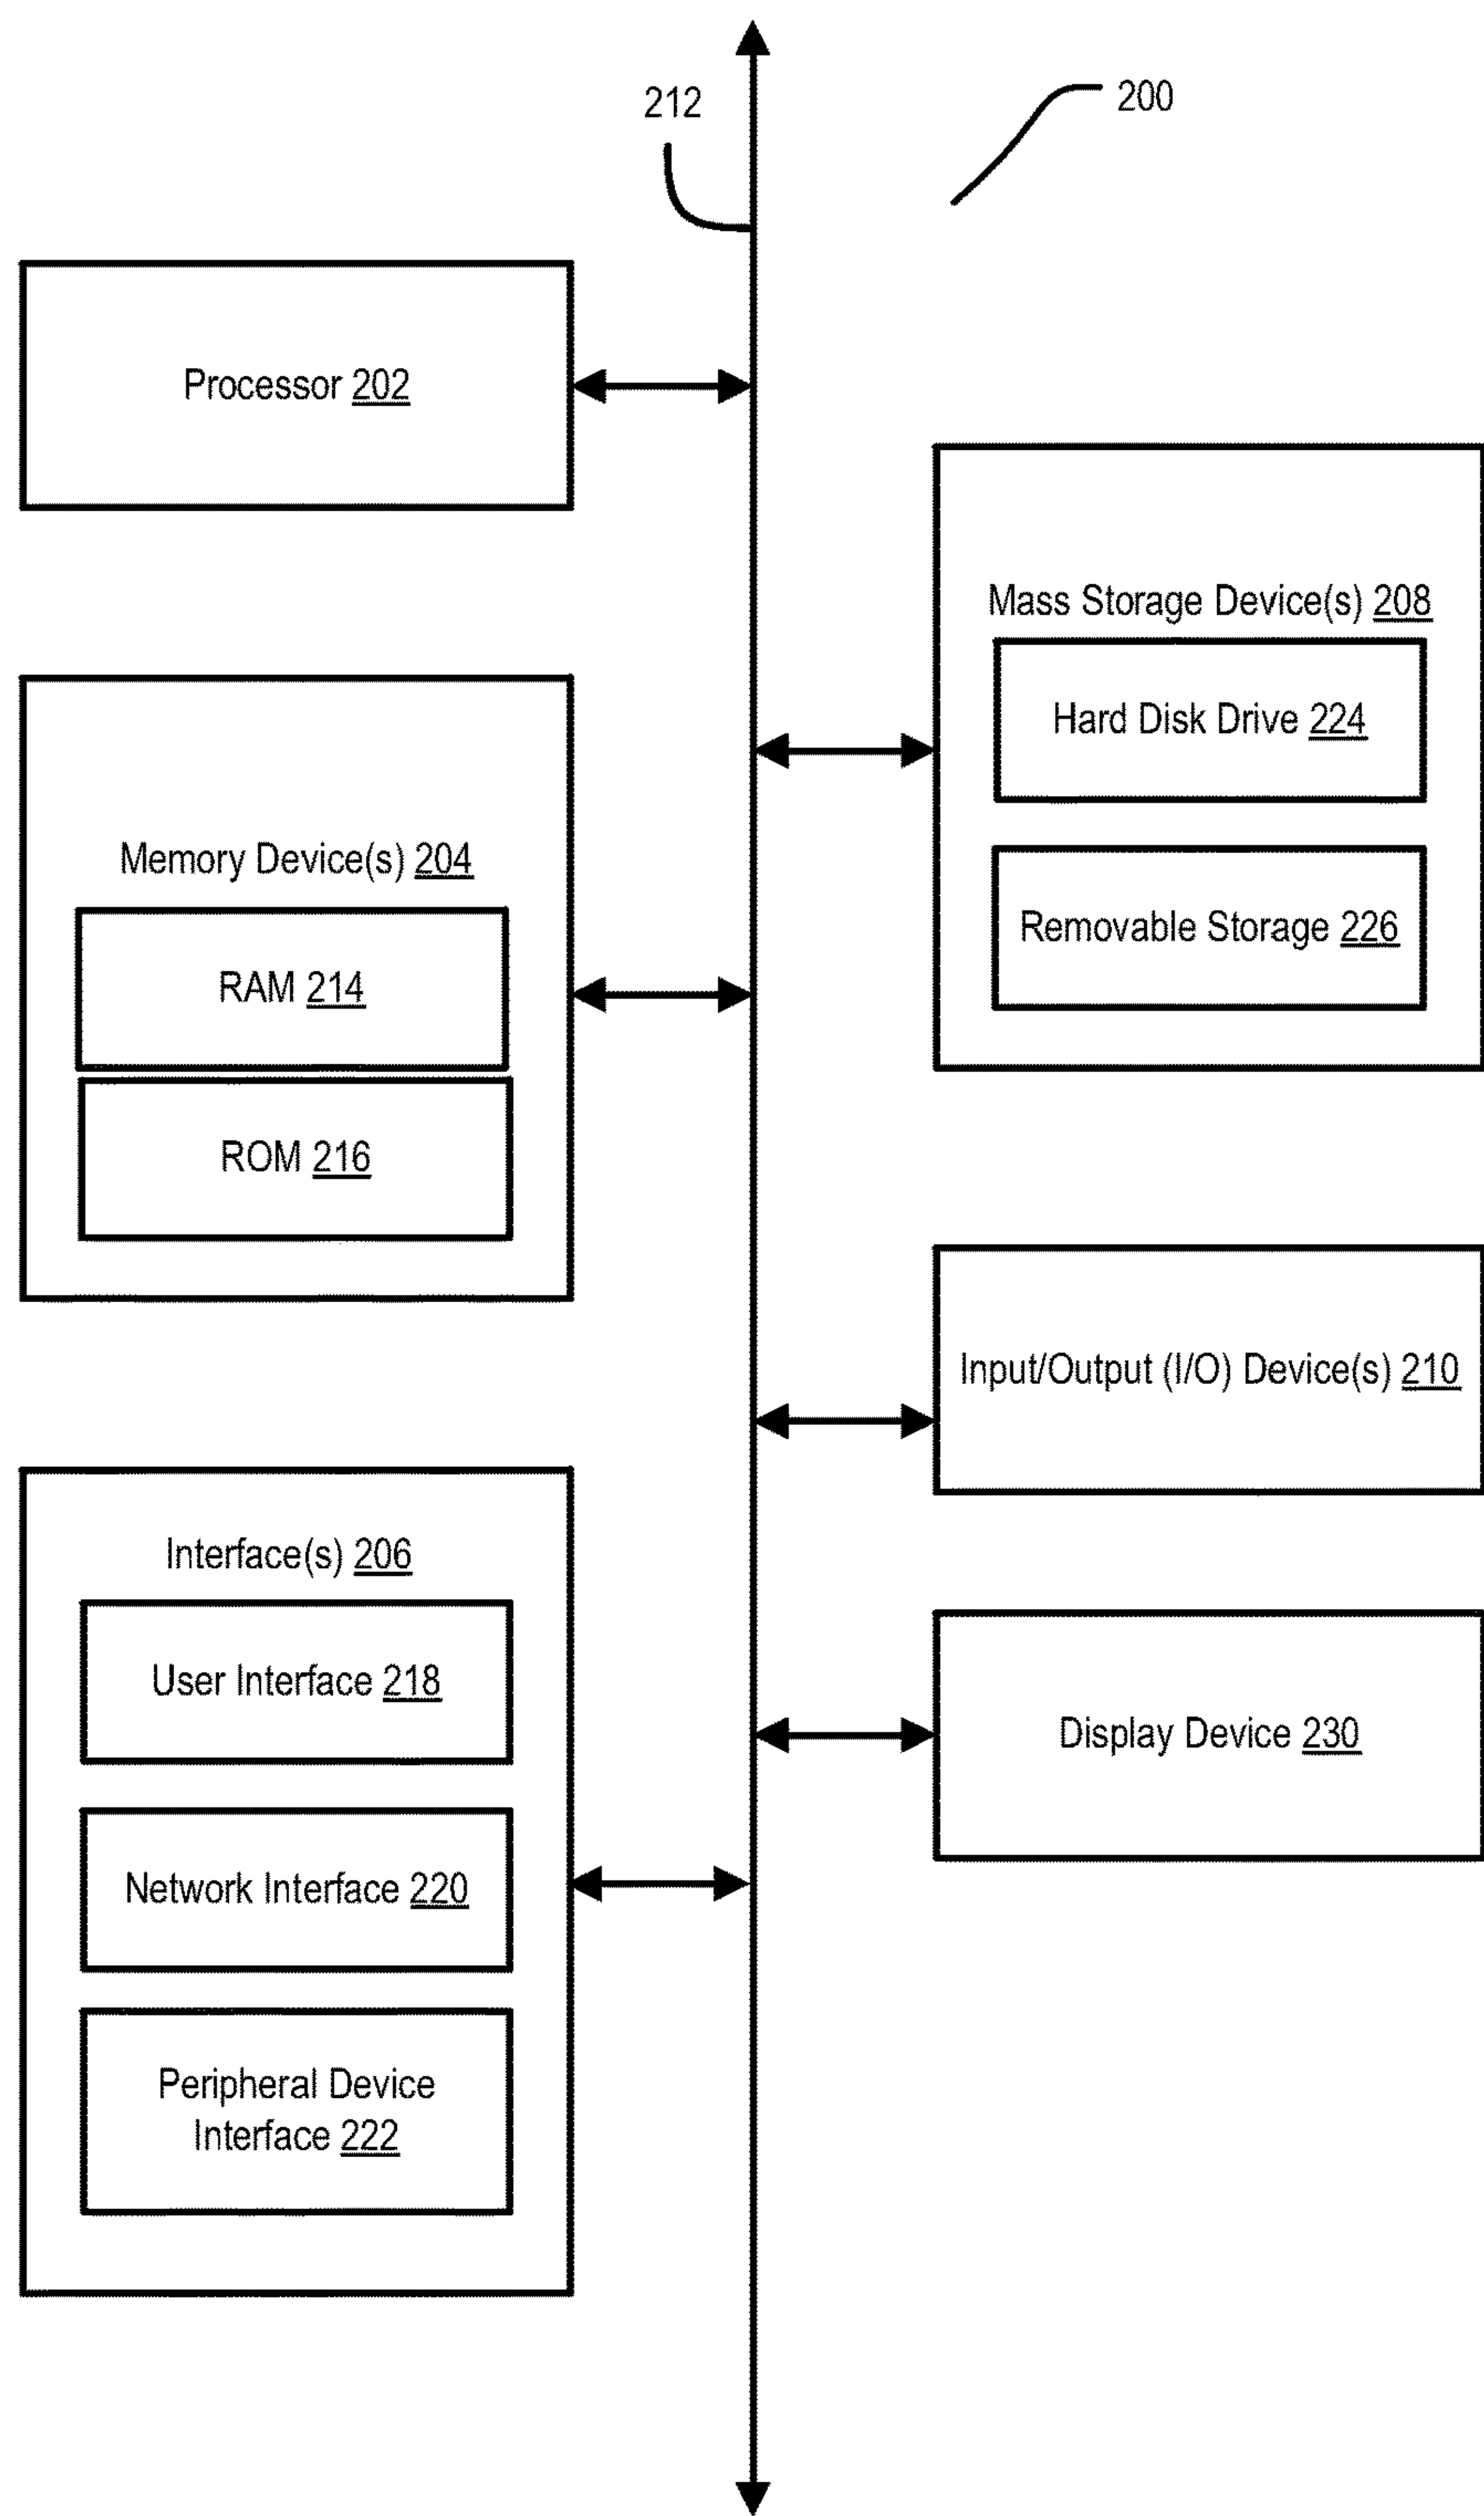 212
200
Processor 202
Mass Storage Device(s) 208
Hard Disk Drive 224
Removable Storage 226
Memory Device(s) 204
RAM 214
ROM 216
Input/Output (I/O) Device(s) 210
Interface(s) 206
User Interface 218
Network Interface 220
Peripheral Device
Interface 222
Display Device 230